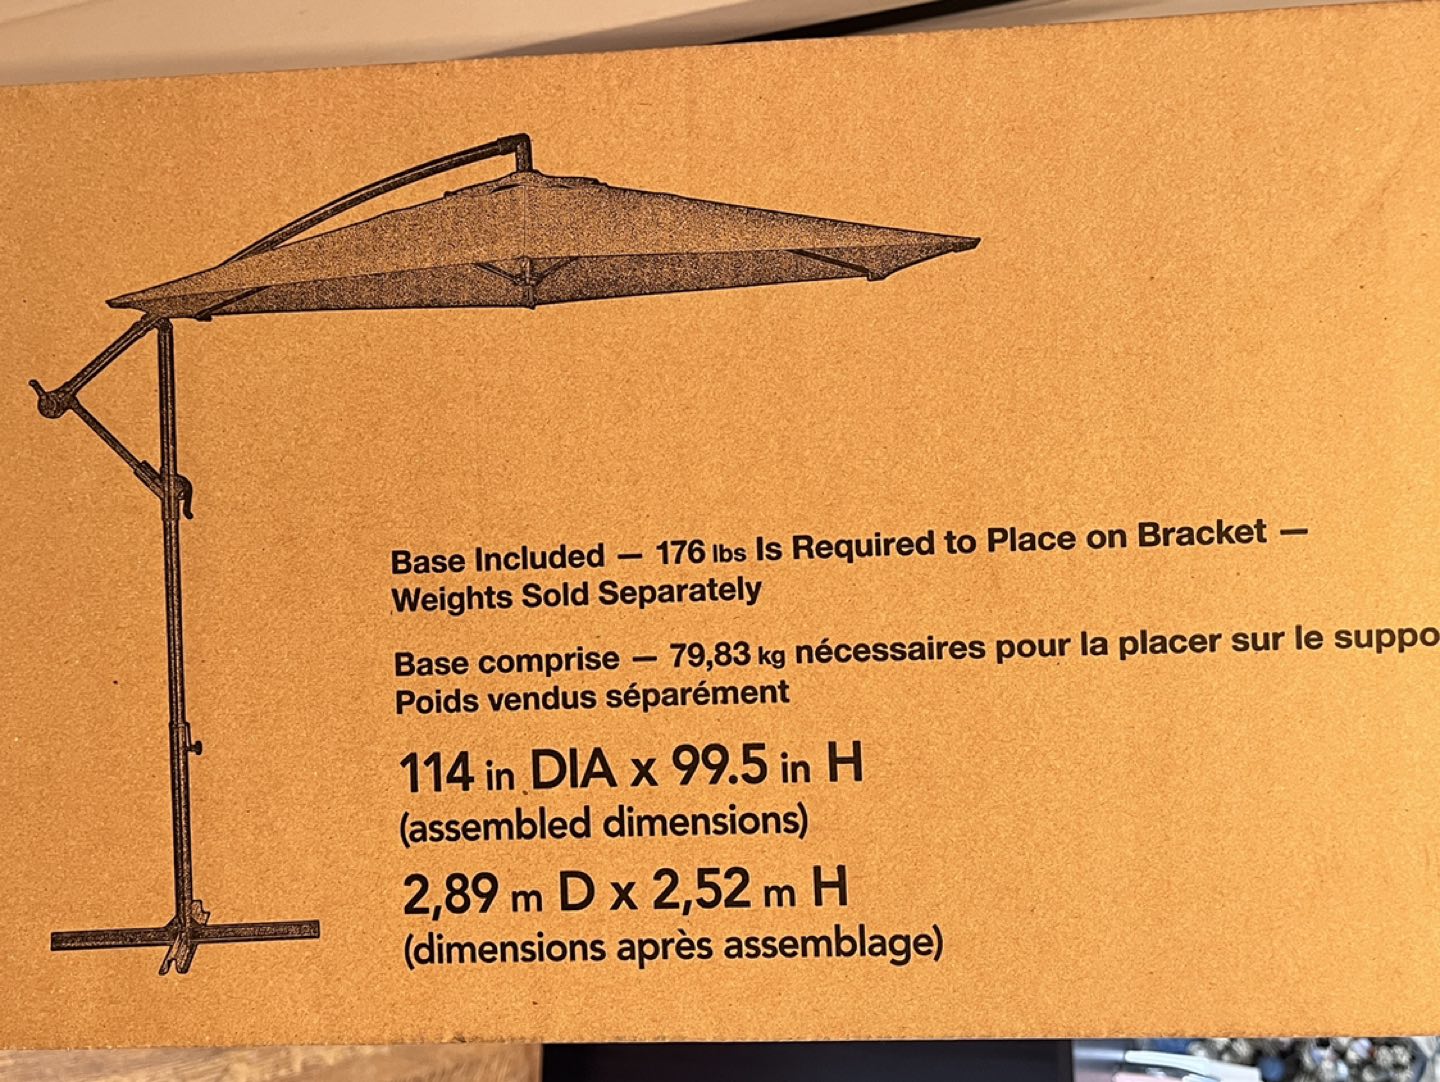 Base Included — 176 lbs Is Required to Place on Bracket —
Weights Sold Separately
Base comprise — 79,83 kg nécessaires pour la placer sur le suppo
Poids vendus séparément
114 in DIA x 99.5 in H
(assembled dimensions)
2,89 m D x 2,52 m H
(dimensions après assemblage)